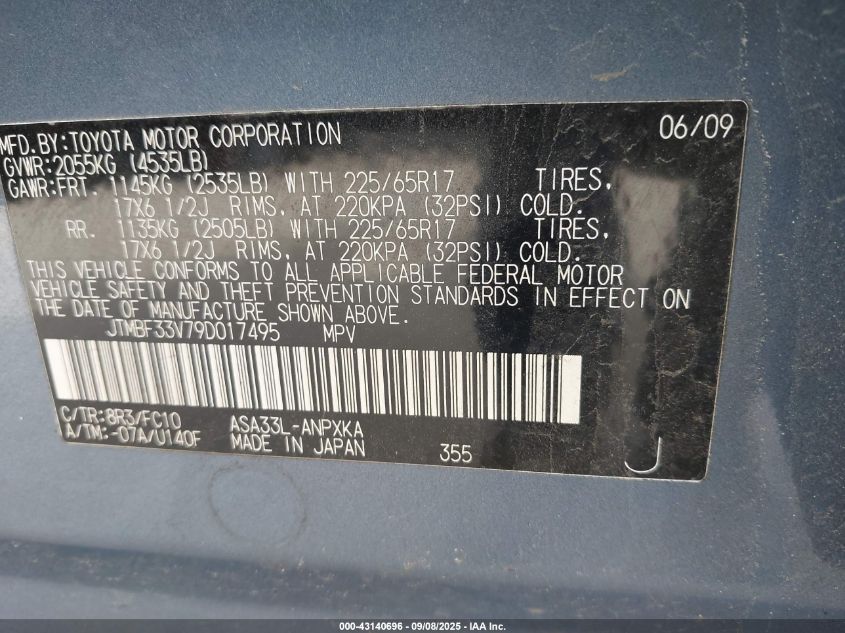 MFD.BY:TOYOTA MOTOR CORPORATION 06/09
GVWR:2055KG (4535LB)
GAWR:FRT. 1145KG (2535LB) WITH 225/65R17 TIRES,
17X6 1/2J RIMS, AT 220KPA (32PSI) COLD.
RR. 1135KG (2505LB) WITH 225/65R17 TIRES,
17X6 1/2J RIMS, AT 220KPA (32PSI) COLD.
THIS VEHICLE CONFORMS TO ALL APPLICABLE FEDERAL MOTOR
VEHICLE SAFETY AND THEFT PREVENTION STANDARDS IN EFFECT ON
THE DATE OF MANUFACTURE SHOWN ABOVE.
JTMBF33V79D017495 MPV
C/TR:8R3/FC10 ASA33L-ANPXKA
A/TM:-07A/U140F MADE IN JAPAN 355 J
000-43140696 - 09/08/2025 - IAA Inc.